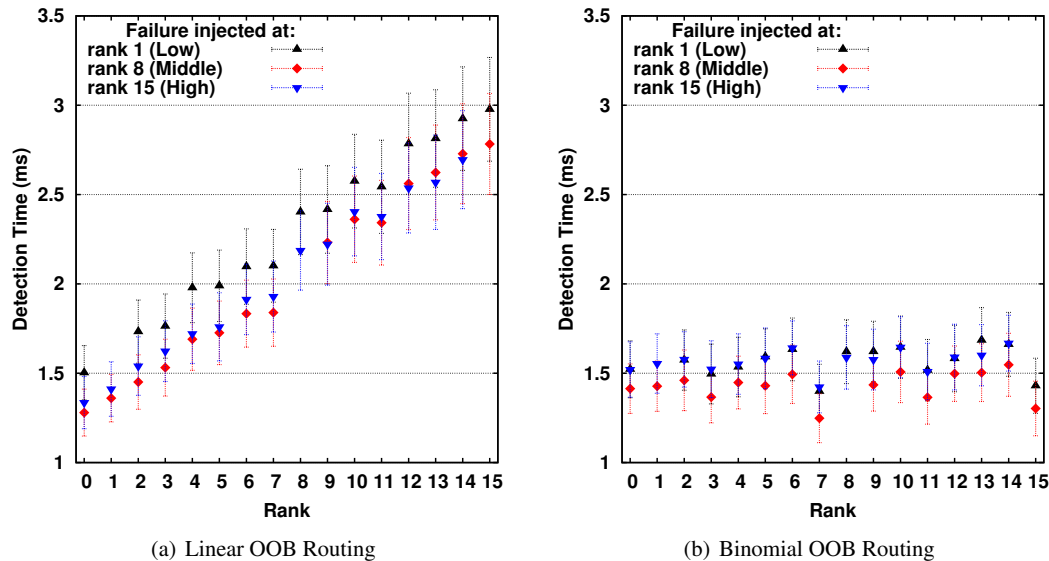 3.5
3
2.5
2
1.5
1
Detection Time (ms)
Failure injected at:
rank 1 (Low)
rank 8 (Middle)
rank 15 (High)
0 1 2 3 4 5 6 7 8 9 10 11 12 13 14 15
Rank
(a) Linear OOB Routing
3.5
3
2.5
2
1.5
1
Detection Time (ms)
Failure injected at:
rank 1 (Low)
rank 8 (Middle)
rank 15 (High)
0 1 2 3 4 5 6 7 8 9 10 11 12 13 14 15
Rank
(b) Binomial OOB Routing